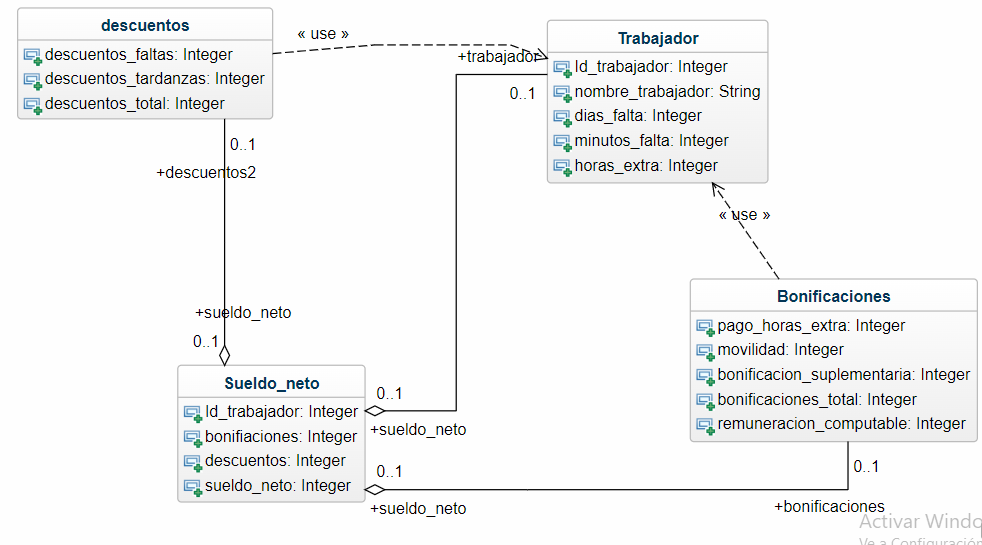 descuentos
descuentos_faltas: Integer
descuentos_tardanzas: Integer
descuentos_total: Integer
« use »
Trabajador
Id_trabajador: Integer
nombre_trabajador: String
dias_falta: Integer
minutos_falta: Integer
horas_extra: Integer
+trabajador
0..1
0..1
+descuentos2
« use »
Bonificaciones
pago_horas_extra: Integer
movilidad: Integer
bonificacion_suplementaria: Integer
bonificaciones_total: Integer
remuneracion_computable: Integer
+sueldo_neto
0..1
Sueldo_neto
Id_trabajador: Integer
bonifiaciones: Integer
descuentos: Integer
sueldo_neto: Integer
0..1
+sueldo_neto
0..1
+sueldo_neto
0..1
+bonificaciones
Activar Windo
Ve a Configuración